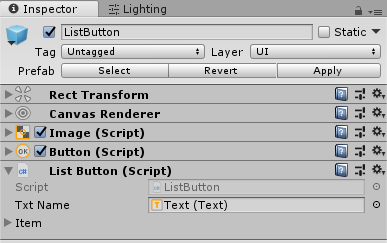 Inspector Lighting
ListButton Static
Tag Untagged Layer UI
Prefab Select Revert Apply
Rect Transform
Canvas Renderer
Image (Script)
OK Button (Script)
C# List Button (Script)
Script ListButton
Txt Name T Text (Text)
Item